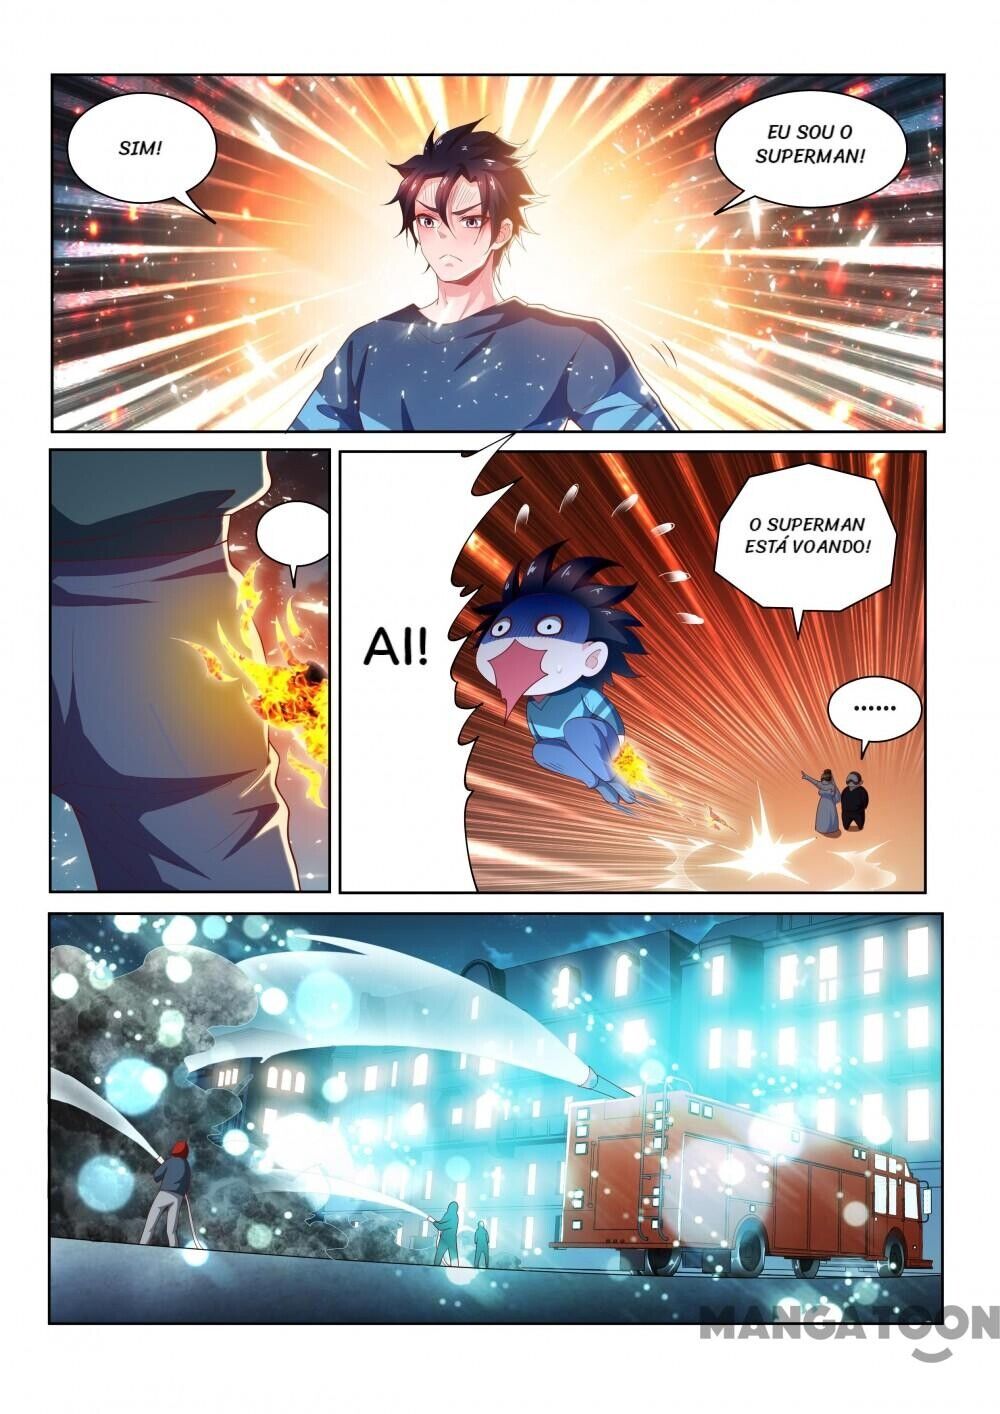 SIM!
EU SOU O
SUPERMAN!
AI!
O SUPERMAN
ESTÁ VOANDO!
......
MANGATOON